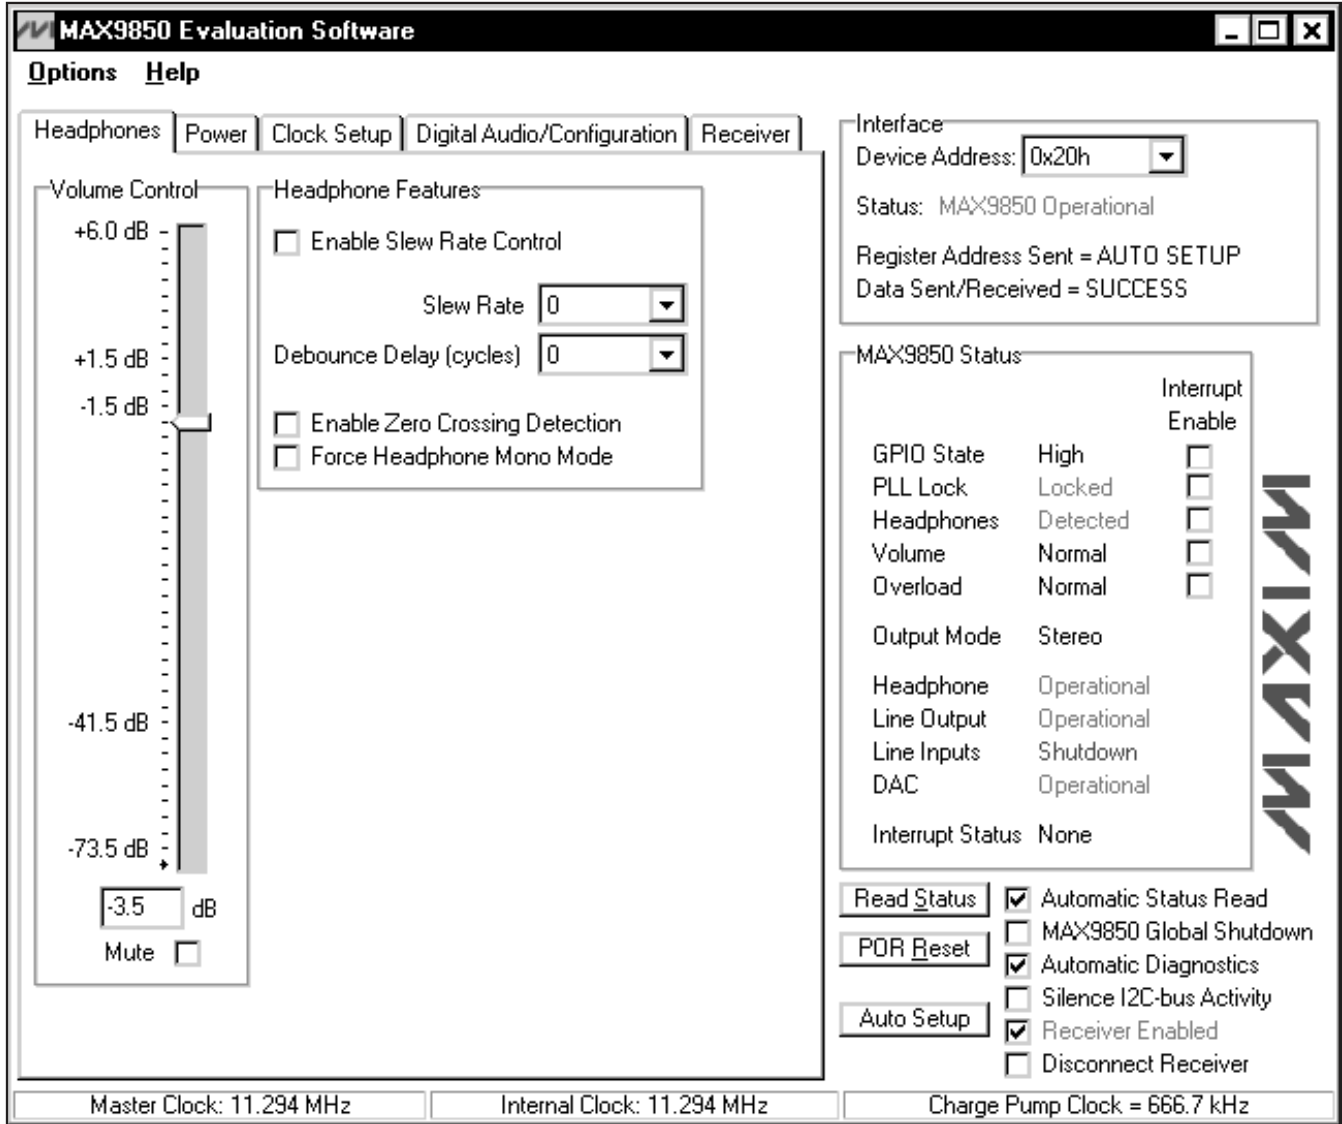 MAX9850 Evaluation Software
Options Help
Headphones Power Clock Setup Digital Audio/Configuration Receiver
Volume Control
+6.0 dB
+1.5 dB
-1.5 dB
-41.5 dB
-73.5 dB
-3.5 dB
Mute
Headphone Features
Enable Slew Rate Control
Slew Rate 0
Debounce Delay (cycles) 0
Enable Zero Crossing Detection
Force Headphone Mono Mode
Interface
Device Address: 0x20h
Status: MAX9850 Operational
Register Address Sent = AUTO SETUP
Data Sent/Received = SUCCESS
MAX9850 Status
Interrupt
Enable
GPIO State High
PLL Lock Locked
Headphones Detected
Volume Normal
Overload Normal
Output Mode Stereo
Headphone Operational
Line Output Operational
Line Inputs Shutdown
DAC Operational
Interrupt Status None
MAXIM
Read Status
POR Reset
Auto Setup
Automatic Status Read
MAX9850 Global Shutdown
Automatic Diagnostics
Silence I2C-bus Activity
Receiver Enabled
Disconnect Receiver
Master Clock: 11.294 MHz
Internal Clock: 11.294 MHz
Charge Pump Clock = 666.7 kHz